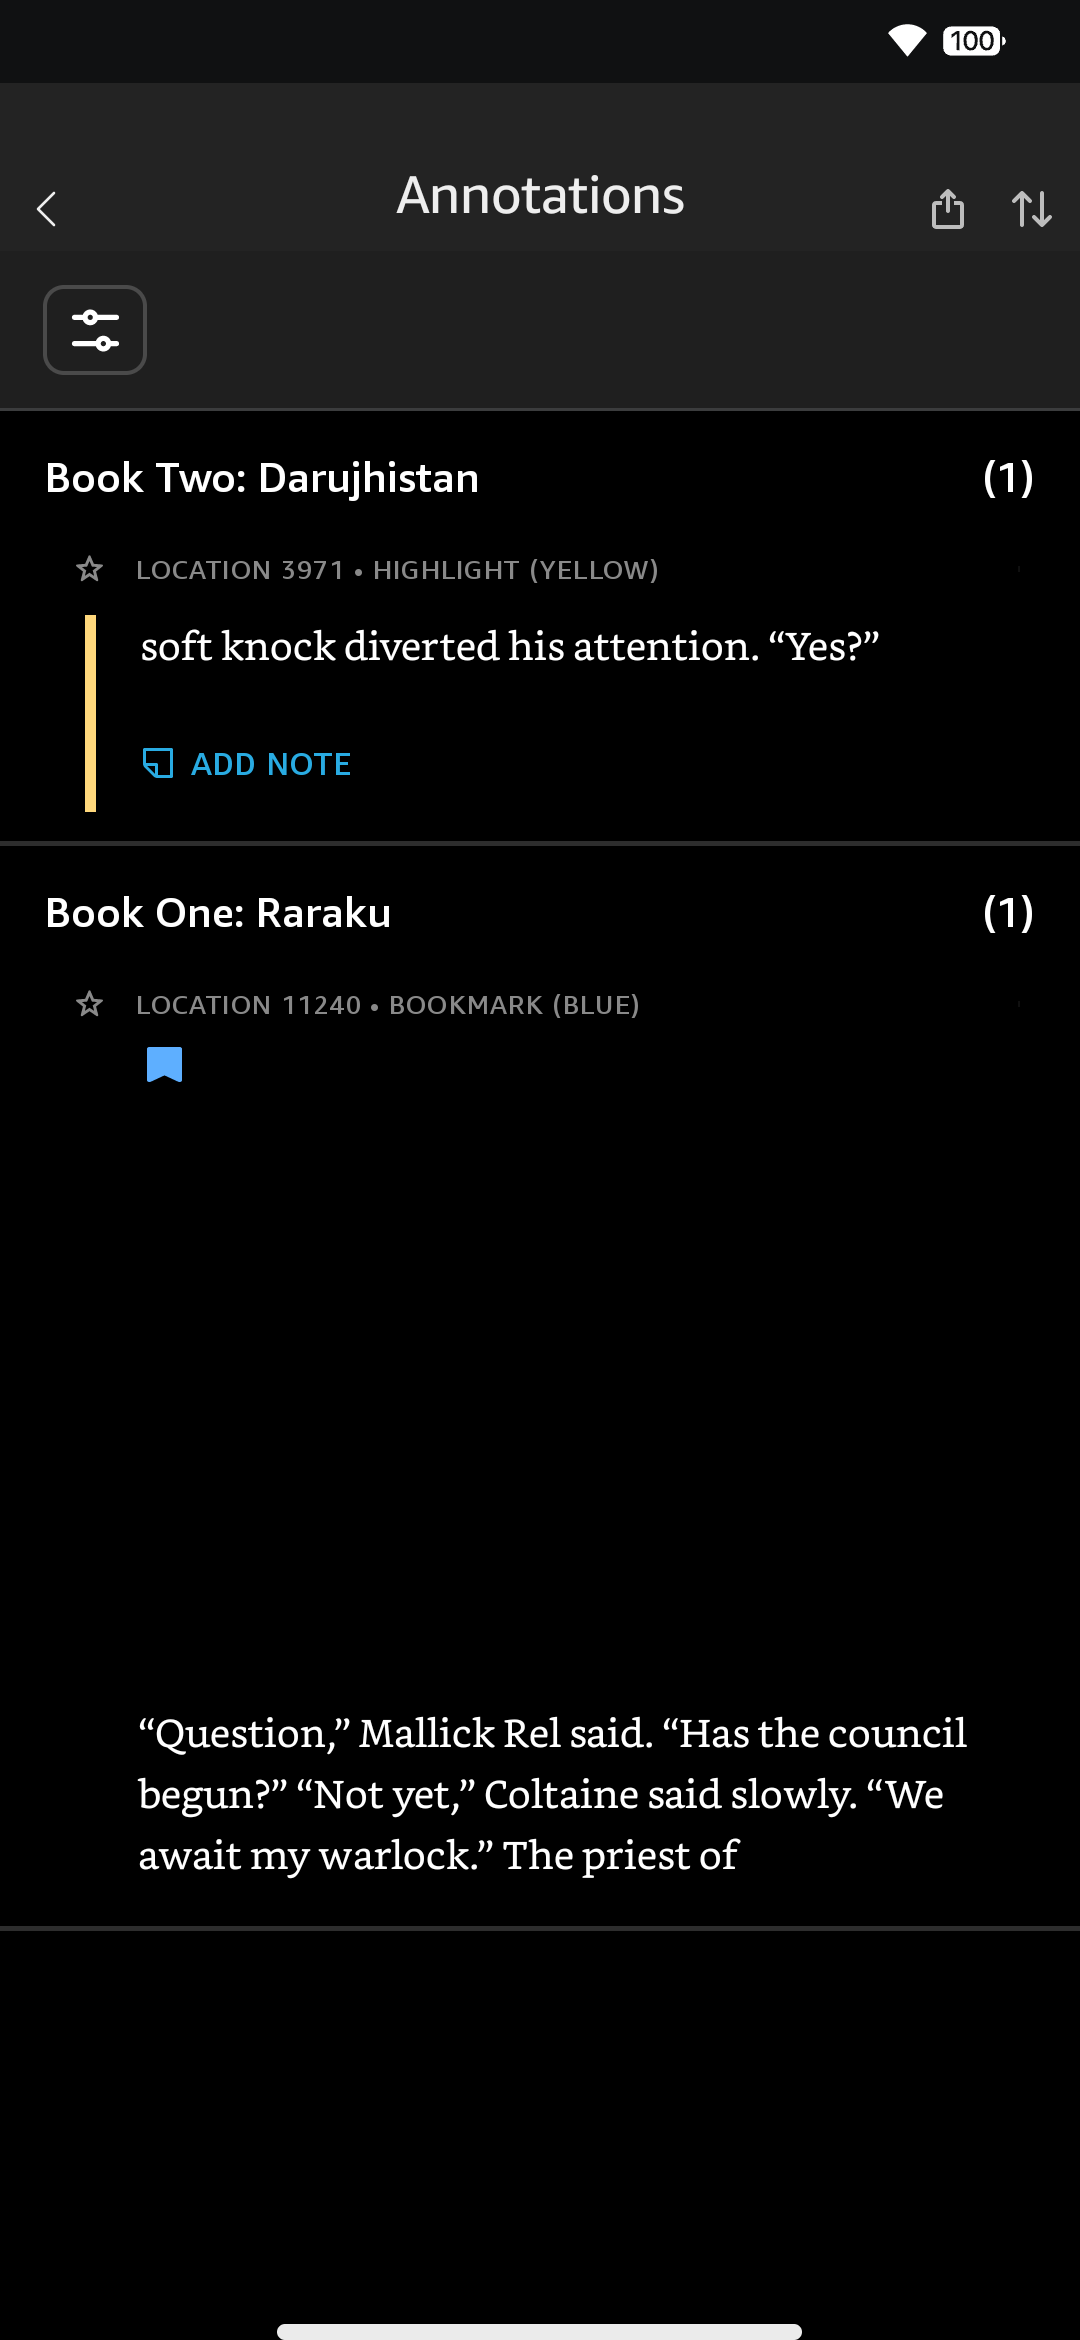 100
Annotations
Book Two: Darujhistan (1)
LOCATION 3971 • HIGHLIGHT (YELLOW)
soft knock diverted his attention. “Yes?”
ADD NOTE
Book One: Raraku (1)
LOCATION 11240 • BOOKMARK (BLUE)
“Question,” Mallick Rel said. “Has the council
begun?” “Not yet,” Coltaine said slowly. “We
await my warlock.” The priest of